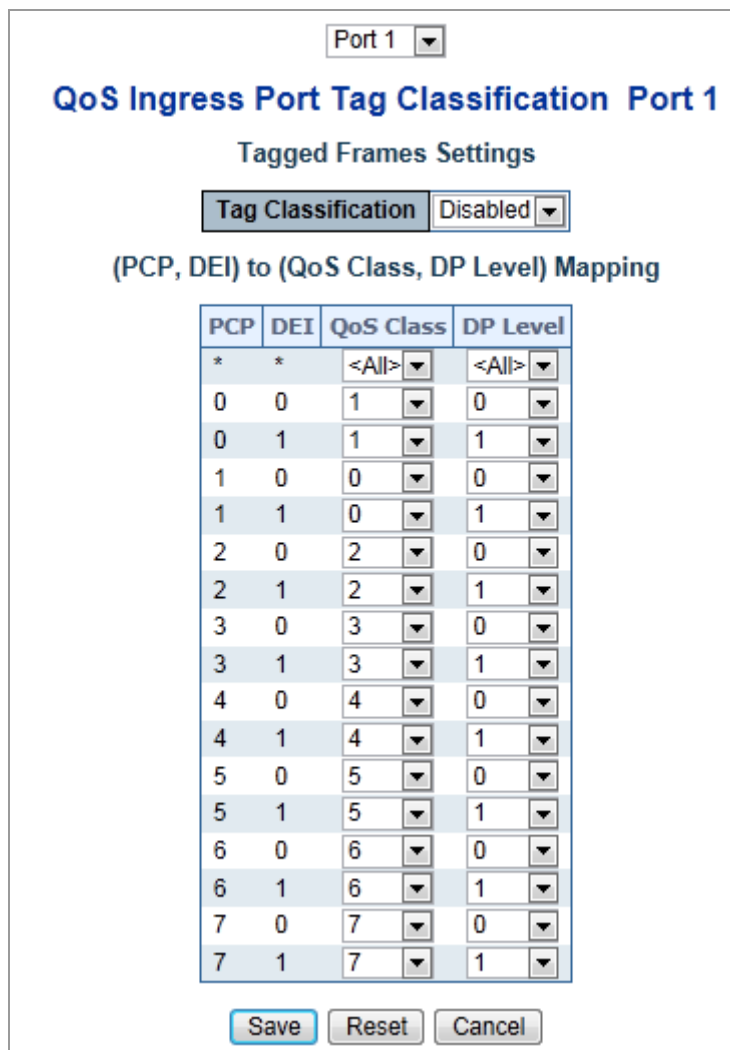 Port 1
QoS Ingress Port Tag Classification Port 1
Tagged Frames Settings
Tag Classification Disabled
(PCP, DEI) to (QoS Class, DP Level) Mapping
PCP DEI QoS Class DP Level
* * <All> <All>
0 0 1 0
0 1 1 1
1 0 0 0
1 1 0 1
2 0 2 0
2 1 2 1
3 0 3 0
3 1 3 1
4 0 4 0
4 1 4 1
5 0 5 0
5 1 5 1
6 0 6 0
6 1 6 1
7 0 7 0
7 1 7 1
Save Reset Cancel